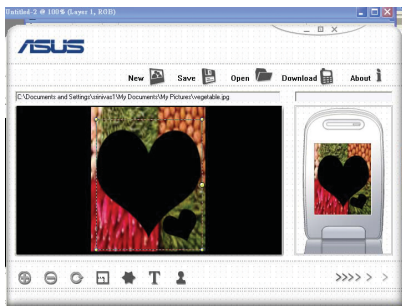 Untitled-2 @ 100% (Layer 1, RGB)
ASUS
New Save Open Download About
C:\Documents and Settings\srinivas1\My Documents\My Pictures\vegetable.jpg
T
>>>> > >